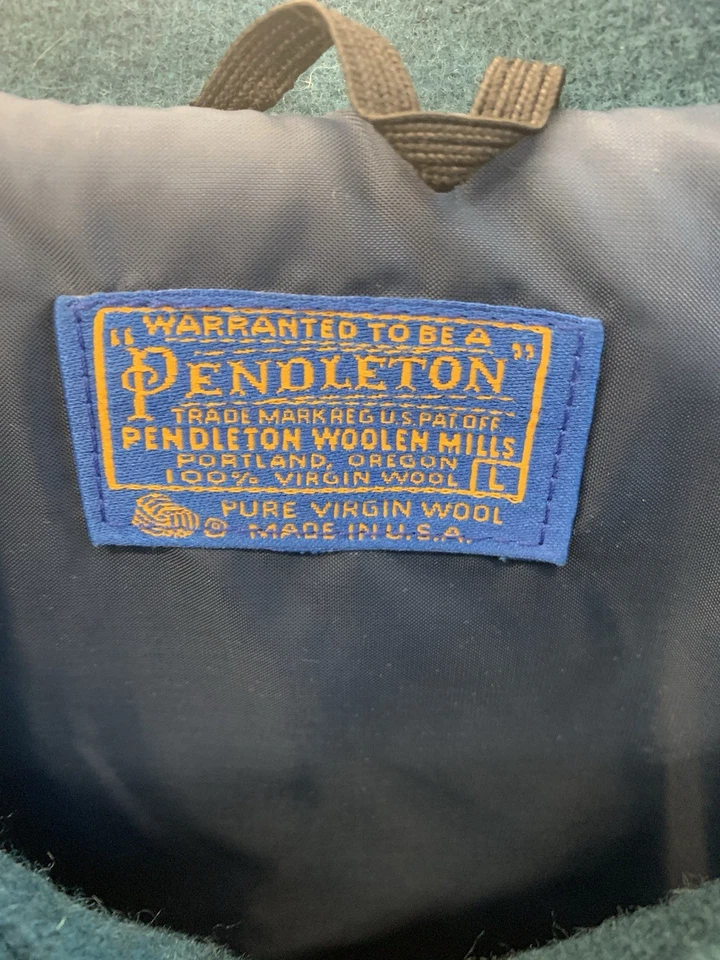 "WARRANTED TO BE A
PENDLETON"
TRADE MARK REG U.S. PAT. OFF
PENDLETON WOOLEN MILLS
PORTLAND, OREGON
100% VIRGIN WOOL L
PURE VIRGIN WOOL
® MADE IN U.S.A.